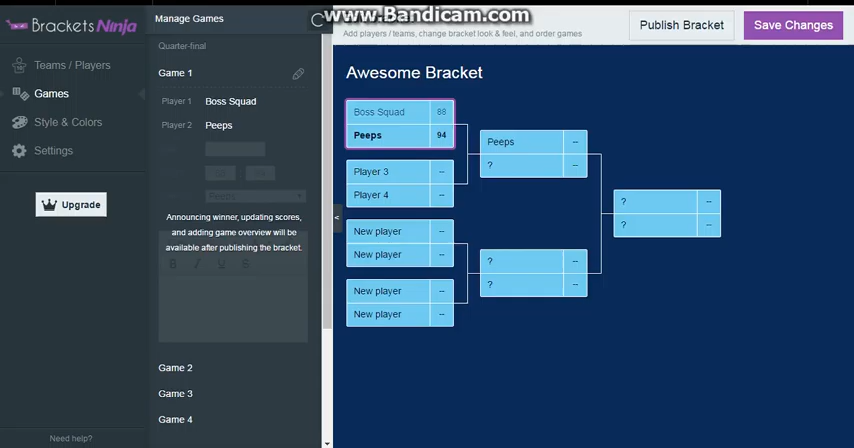 www.Bandicam.com
BracketsNinja
Teams / Players
Games
Style & Colors
Settings
Upgrade
Need help?
Manage Games
Quarter-final
Game 1
Player 1 Boss Squad
Player 2 Peeps
Peeps
Announcing winner, updating scores,
and adding game overview will be
available after publishing the bracket.
B I U S
Game 2
Game 3
Game 4
<
Add players / teams, change bracket look & feel, and order games
Publish Bracket
Save Changes
Awesome Bracket
Boss Squad 88
Peeps 94
Player 3 --
Player 4 --
New player --
New player --
New player --
New player --
Peeps --
? --
? --
? --
? --
? --